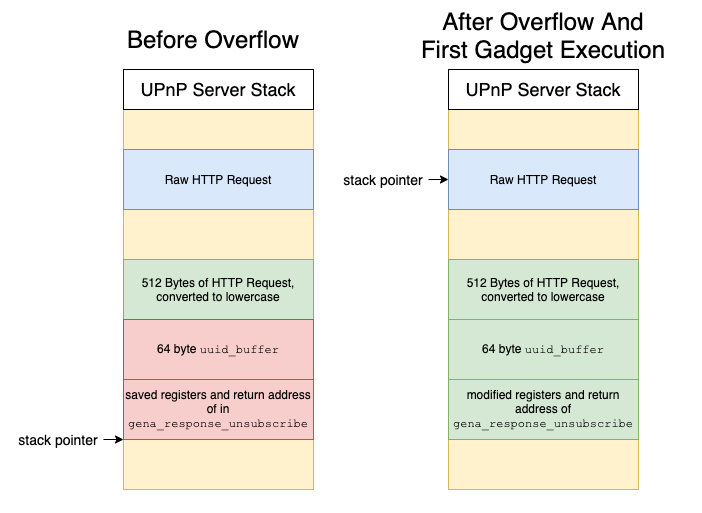 Before Overflow
UPnP Server Stack
Raw HTTP Request
512 Bytes of HTTP Request,
converted to lowercase
64 byte uuid_buffer
saved registers and return address
of in
gena_response_unsubscribe
stack pointer
After Overflow And
First Gadget Execution
UPnP Server Stack
stack pointer
Raw HTTP Request
512 Bytes of HTTP Request,
converted to lowercase
64 byte uuid_buffer
modified registers and return
address of
gena_response_unsubscribe